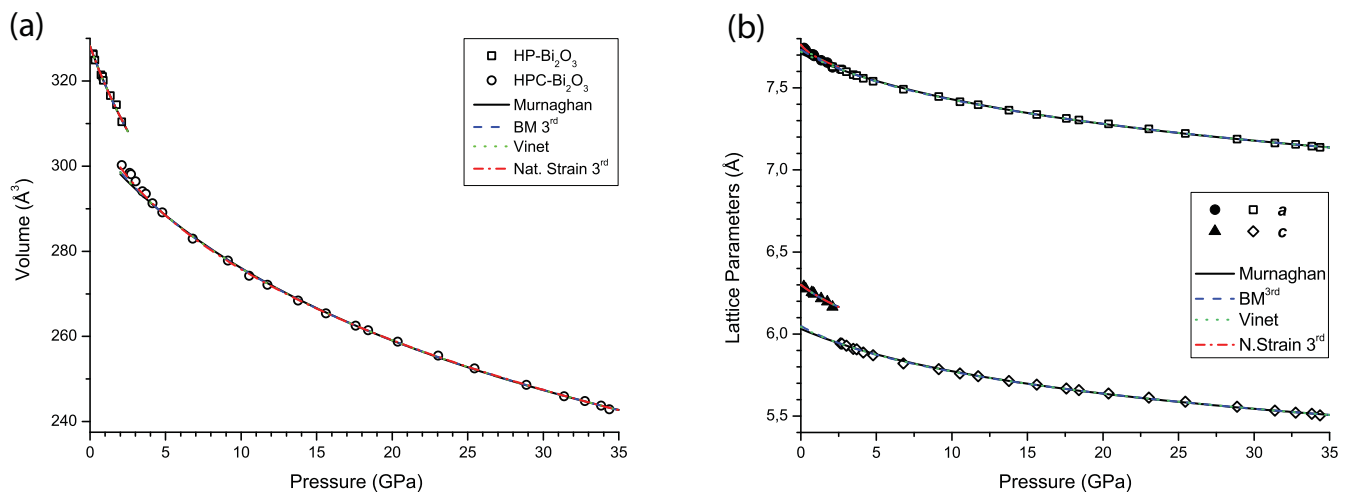 (a)
HP-Bi2O3
HPC-Bi2O3
Murnaghan
BM 3rd
Vinet
Nat. Strain 3rd
320
300
280
260
240
Volume (Å3)
0 5 10 15 20 25 30 35
Pressure (GPa)
(b)
a
c
Murnaghan
BM3rd
Vinet
N.Strain 3rd
7,5
7,0
6,5
6,0
5,5
Lattice Parameters (Å)
0 5 10 15 20 25 30 35
Pressure (GPa)